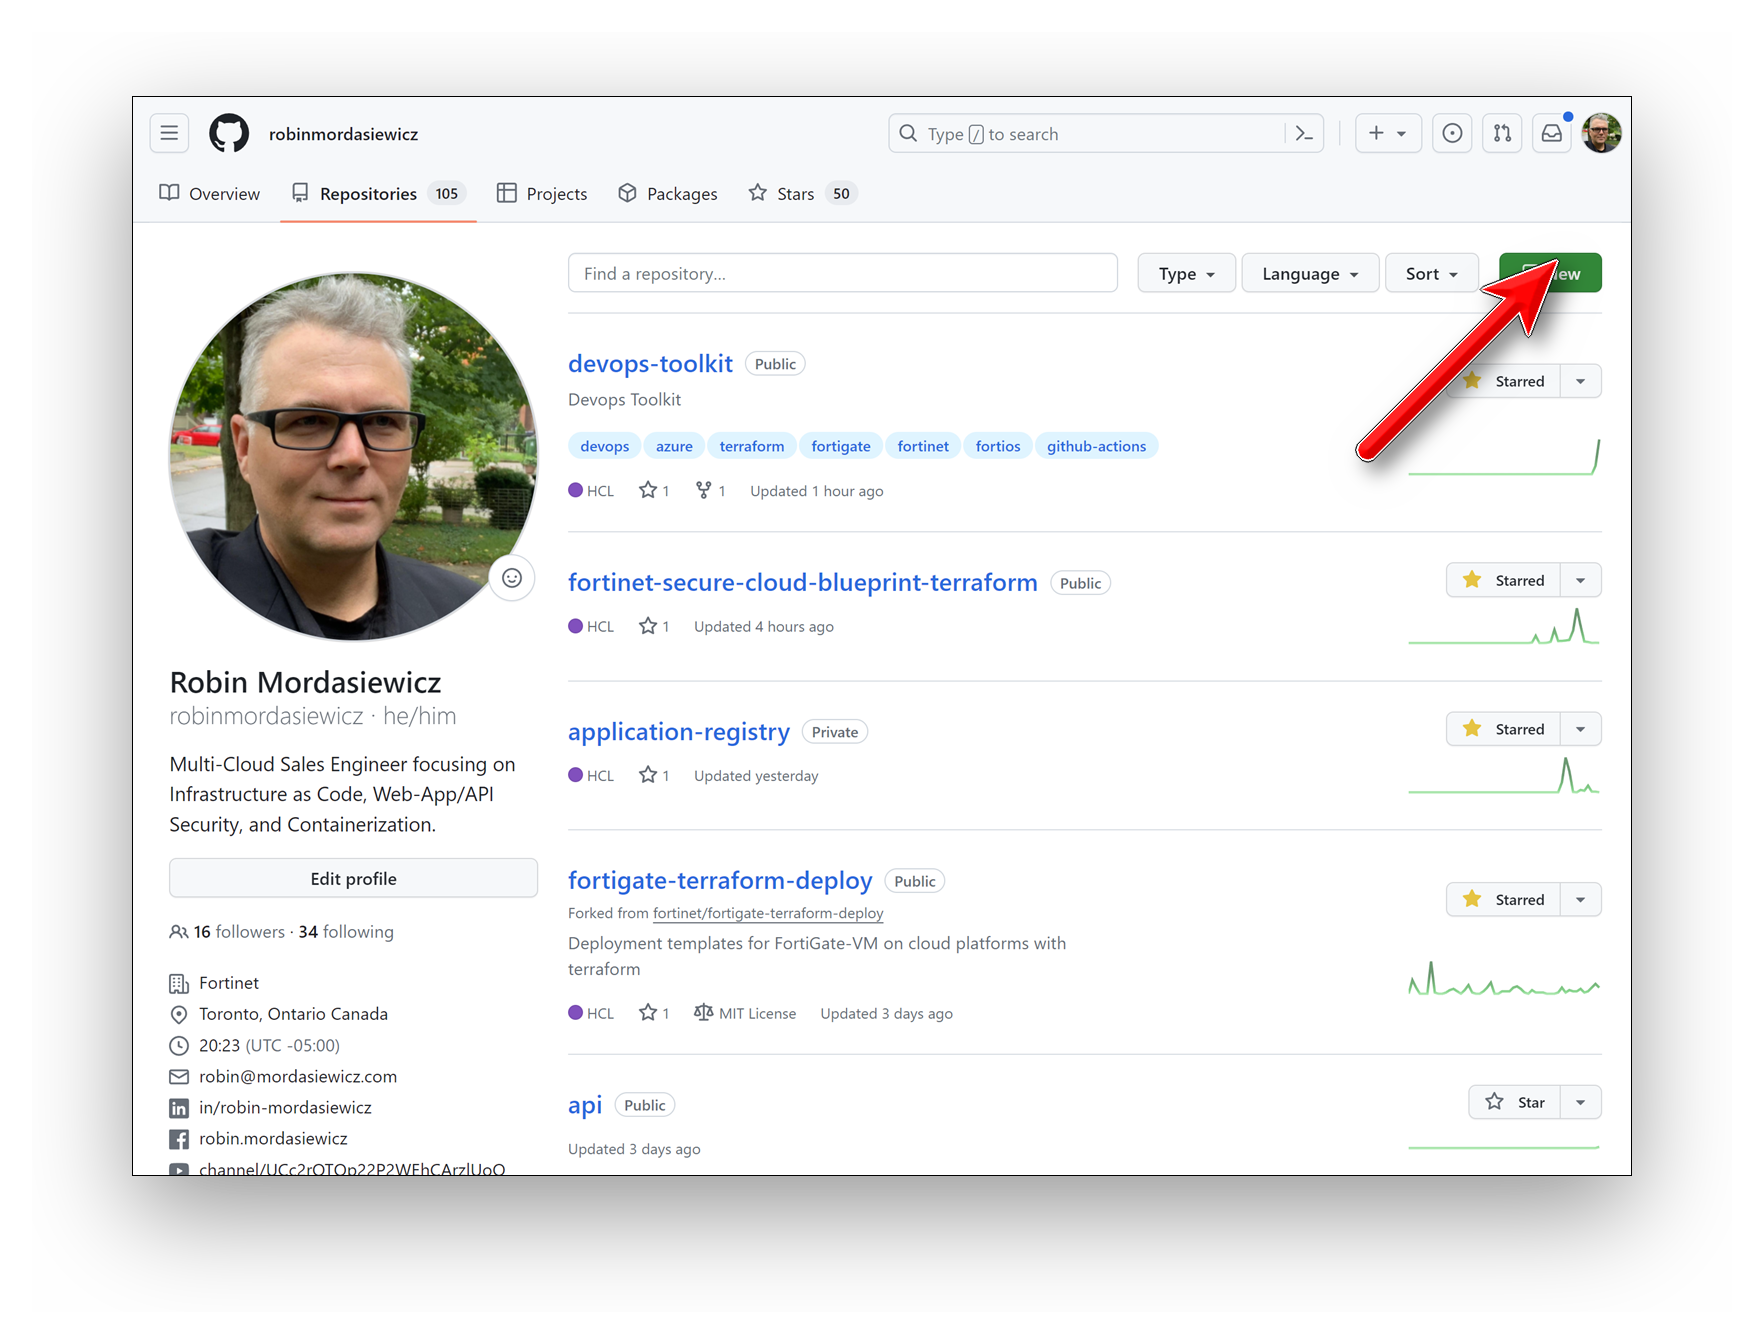 robinmordasiewicz
Type / to search
Overview
Repositories 105
Projects
Packages
Stars 50
Find a repository...
Type
Language
Sort
Robin Mordasiewicz
robinmordasiewicz · he/him
Multi-Cloud Sales Engineer focusing on
Infrastructure as Code, Web-App/API
Security, and Containerization.
Edit profile
16 followers · 34 following
Fortinet
Toronto, Ontario Canada
20:23 (UTC -05:00)
robin@mordasiewicz.com
in/robin-mordasiewicz
robin.mordasiewicz
devops-toolkit Public
Starred
Devops Toolkit
devops azure terraform fortigate fortinet fortios github-actions
HCL 1 1 Updated 1 hour ago
fortinet-secure-cloud-blueprint-terraform Public
Starred
HCL 1 Updated 4 hours ago
application-registry Private
Starred
HCL 1 Updated yesterday
fortigate-terraform-deploy Public
Starred
Forked from fortinet/fortigate-terraform-deploy
Deployment templates for FortiGate-VM on cloud platforms with
terraform
HCL 1 MIT License Updated 3 days ago
api Public
Star
Updated 3 days ago